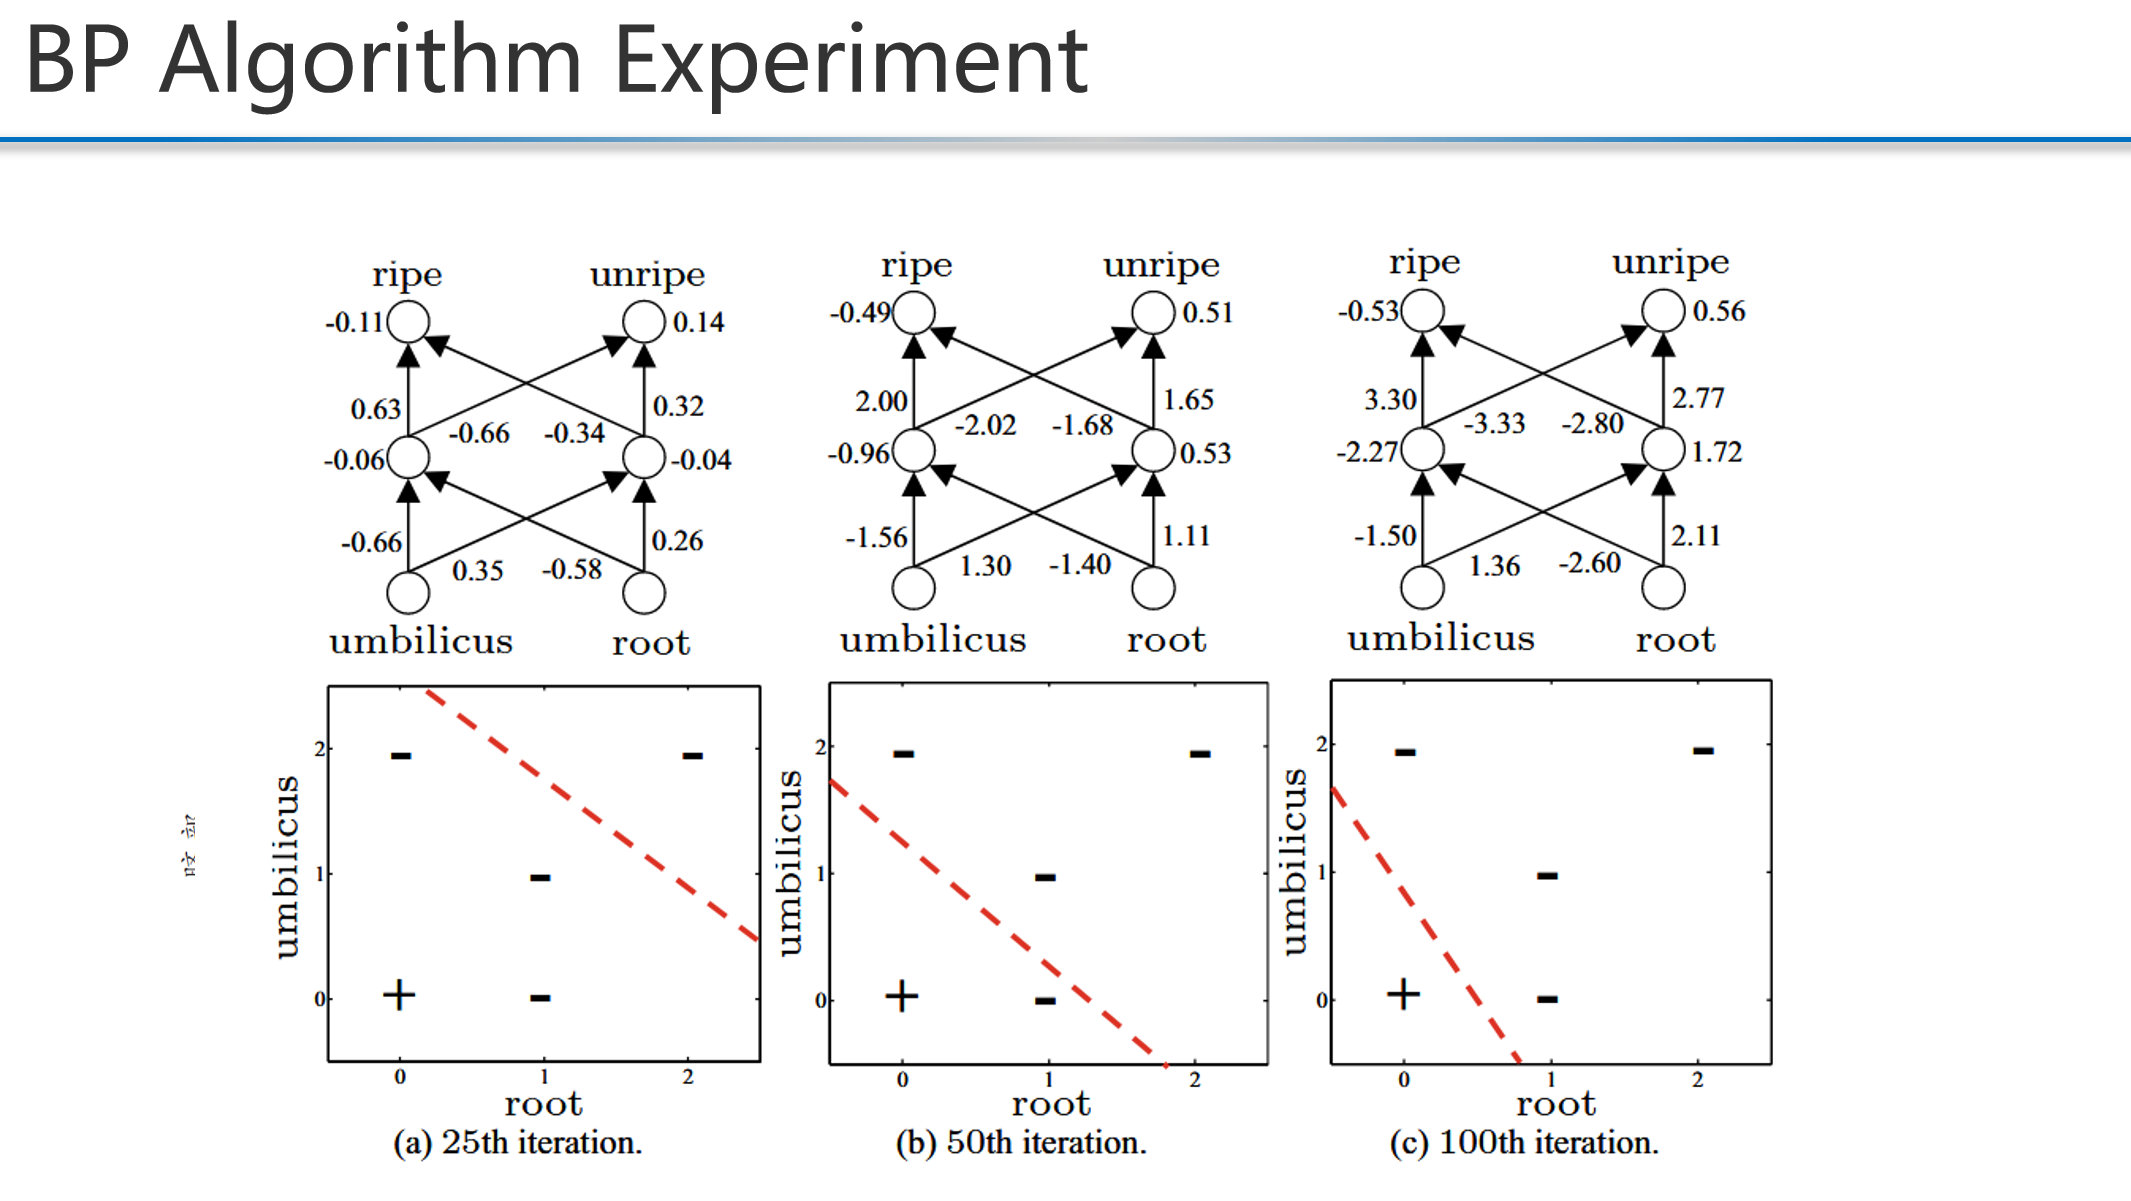 BP Algorithm Experiment
ripe unripe
-0.11 0.14
0.63 0.32
-0.66 -0.34
-0.06 -0.04
-0.66 0.26
0.35 -0.58
umbilicus root
2
1
0
umbilicus
0 1 2
root
(a) 25th iteration.
ripe unripe
-0.49 0.51
2.00 1.65
-2.02 -1.68
-0.96 0.53
-1.56 1.11
1.30 -1.40
umbilicus root
2
1
0
umbilicus
0 1 2
root
(b) 50th iteration.
ripe unripe
-0.53 0.56
3.30 2.77
-3.33 -2.80
-2.27 1.72
-1.50 2.11
1.36 -2.60
umbilicus root
2
1
0
umbilicus
0 1 2
root
(c) 100th iteration.